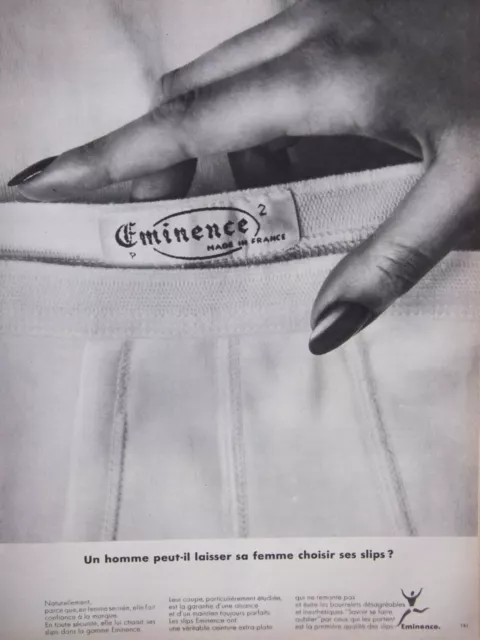 Eminence
2
MADE IN FRANCE
P
Un homme peut-il laisser sa femme choisir ses slips?
Naturellement,
parce que, en femme sensée, elle fait
confiance à la marque.
En toute sécurité, elle lui choisit ses
slips dans la gamme Eminence.
Leur coupe, particulièrement étudiée,
est la garantie d'une aisance
et d'un maintien toujours parfaits.
Les slips Eminence ont
une véritable ceinture extra-plate
qui ne remonte pas
et évite les bourrelets désagréables
et inesthétiques. "Savoir se faire
oublier" par ceux qui les portent
est la première qualité des slips
Eminence.